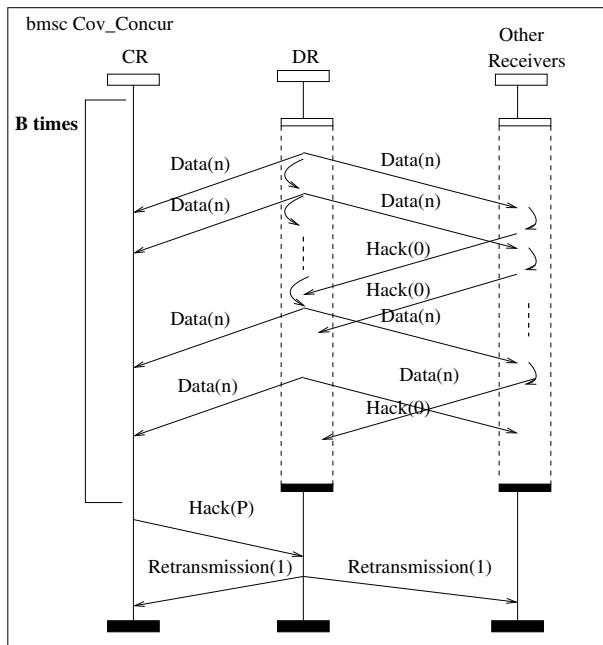 bmsc Cov_Concur
CR
DR
Other
Receivers
B times
Data(n)
Data(n)
Data(n)
Data(n)
Hack(0)
Hack(0)
Data(n)
Data(n)
Data(n)
Data(n)
Hack(0)
Hack(P)
Retransmission(1)
Retransmission(1)